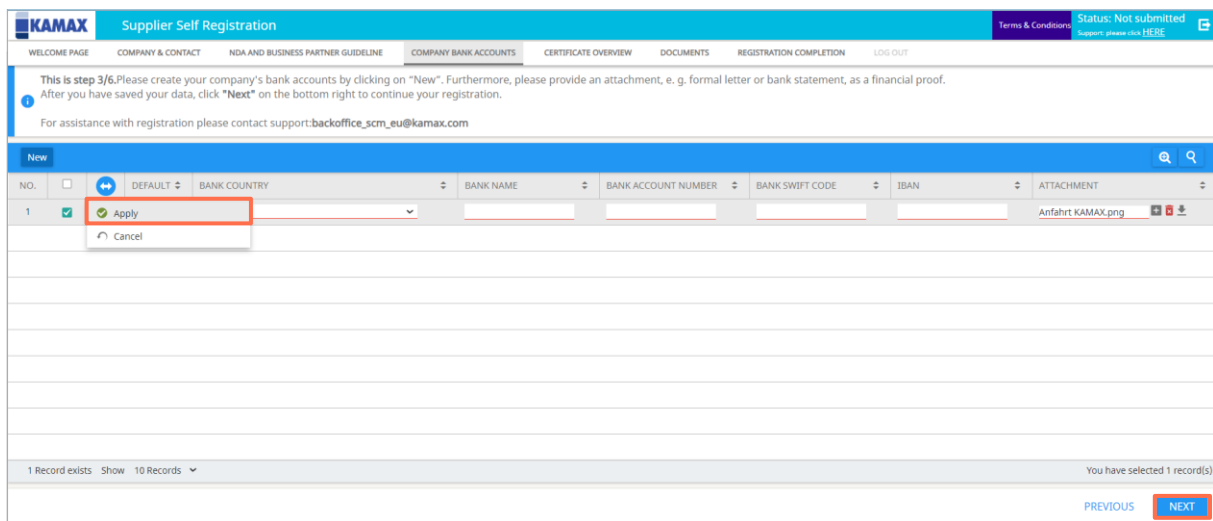 KAMAX Supplier Self Registration Terms & Conditions Status: Not submitted
Support: please click HERE
WELCOME PAGE COMPANY & CONTACT NDA AND BUSINESS PARTNER GUIDELINE COMPANY BANK ACCOUNTS CERTIFICATE OVERVIEW DOCUMENTS REGISTRATION COMPLETION LOG OUT
This is step 3/6.Please create your company's bank accounts by clicking on "New". Furthermore, please provide an attachment, e. g. formal letter or bank statement, as a financial proof.
After you have saved your data, click "Next" on the bottom right to continue your registration.
For assistance with registration please contact support:backoffice_scm_eu@kamax.com
New
NO. DEFAULT BANK COUNTRY BANK NAME BANK ACCOUNT NUMBER BANK SWIFT CODE IBAN ATTACHMENT
1 Apply Anfahrt KAMAX.png
Cancel
1 Record exists Show 10 Records You have selected 1 record(s)
PREVIOUS NEXT